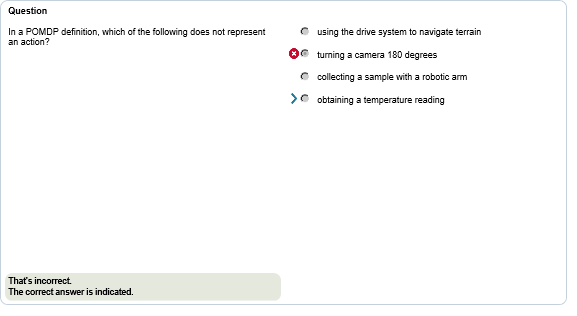 Question
In a POMDP definition, which of the following does not represent
an action?
using the drive system to navigate terrain
turning a camera 180 degrees
collecting a sample with a robotic arm
obtaining a temperature reading
That's incorrect.
The correct answer is indicated.